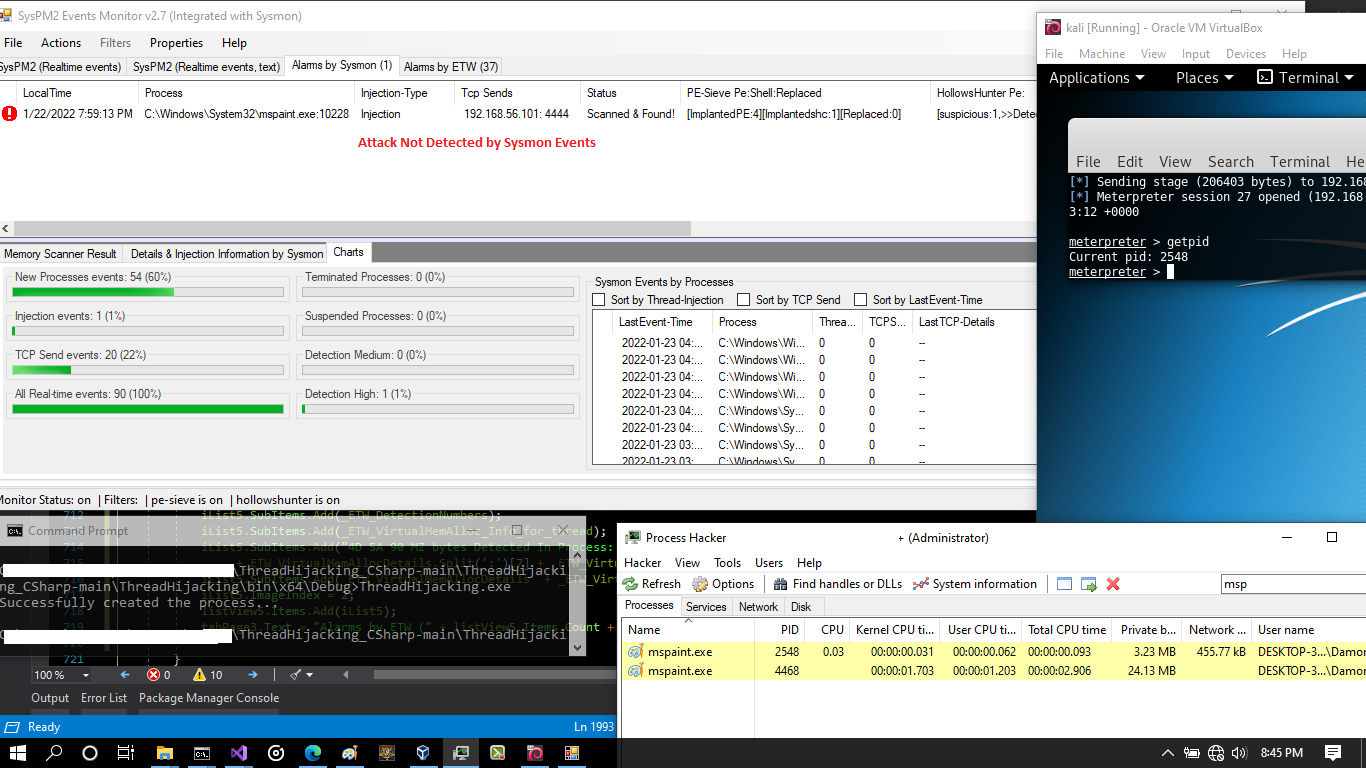 SysPM2 Events Monitor v2.7 (Integrated with Sysmon)
File Actions Filters Properties Help
SysPM2 (Realtime events) SysPM2 (Realtime events, text) Alarms by Sysmon (1) Alarms by ETW (37)
LocalTime Process Injection-Type Tcp Sends Status PE-Sieve Pe:Shell:Replaced HollowsHunter Pe:
1/22/2022 7:59:13 PM C:\Windows\System32\mspaint.exe:10228 Injection 192.168.56.101: 4444 Scanned & Found! [ImplantedPE:4][Implantedshc:1][Replaced:0] [suspicious:1,>>Dete
Attack Not Detected by Sysmon Events
Memory Scanner Result Details & Injection Information by Sysmon Charts
New Processes events: 54 (60%) Terminated Processes: 0 (0%)
Injection events: 1 (1%) Suspended Processes: 0 (0%)
TCP Send events: 20 (22%) Detection Medium: 0 (0%)
All Real-time events: 90 (100%) Detection High: 1 (1%)
Sysmon Events by Processes
Sort by Thread-Injection Sort by TCP Send Sort by LastEvent-Time
LastEvent-Time Process Threa... TCPS... LastTCP-Details
2022-01-23 04:... C:\Windows\Wi... 0 0 --
2022-01-23 04:... C:\Windows\Wi... 0 0 --
2022-01-23 04:... C:\Windows\Wi... 0 0 --
2022-01-23 04:... C:\Windows\Wi... 0 0 --
2022-01-23 04:... C:\Windows\Sy... 0 0 --
2022-01-23 04:... C:\Windows\Sy... 0 0 --
2022-01-23 03:... C:\Windows\Sy... 0 0 --
2022-01-23 03:... C:\Windows\Sy... 0 0 --
Monitor Status: on | Filters: | pe-sieve is on | hollowshunter is on
kali [Running] - Oracle VM VirtualBox
File Machine View Input Devices Help
Applications Places Terminal
File Edit View Search Terminal He
[*] Sending stage (206403 bytes) to 192.168
[*] Meterpreter session 27 opened (192.168
3:12 +0000
meterpreter > getpid
Current pid: 2548
meterpreter >
712 iList5.SubItems.Add(_ETW_DetectionNumbers);
Command Prompt
iList5.SubItems.Add(_ETW_VirtualMemAlloc_Info for_thread);
714 iList5.SubItems.Add("4D 5A 90 MZ bytes Detected In Process:
\ThreadHijacking_CSharp-main\ThreadHijacki
ng_CSharp-main\ThreadHijacking\bin\x64\Debug>ThreadHijacking.exe
Successfully created the process...
listView5.Items.Add(iList5);
tabPage3.Text = "Alarms by ETW (" + listView5.Items.Count +
\ThreadHijacking_CSharp-main\ThreadHijacki
721 }
100 % 0 10
Output Error List Package Manager Console
Ready Ln 1993
Process Hacker + (Administrator)
Hacker View Tools Users Help
Refresh Options Find handles or DLLs System information msp
Processes Services Network Disk
Name PID CPU Kernel CPU ti... User CPU ti... Total CPU time Private b... Network ... User name
mspaint.exe 2548 0.03 00:00:00.031 00:00:00.062 00:00:00.093 3.23 MB 455.77 kB DESKTOP-3...\Damon
mspaint.exe 4468 00:00:01.703 00:00:01.203 00:00:02.906 24.13 MB DESKTOP-3...\Damon
8:45 PM